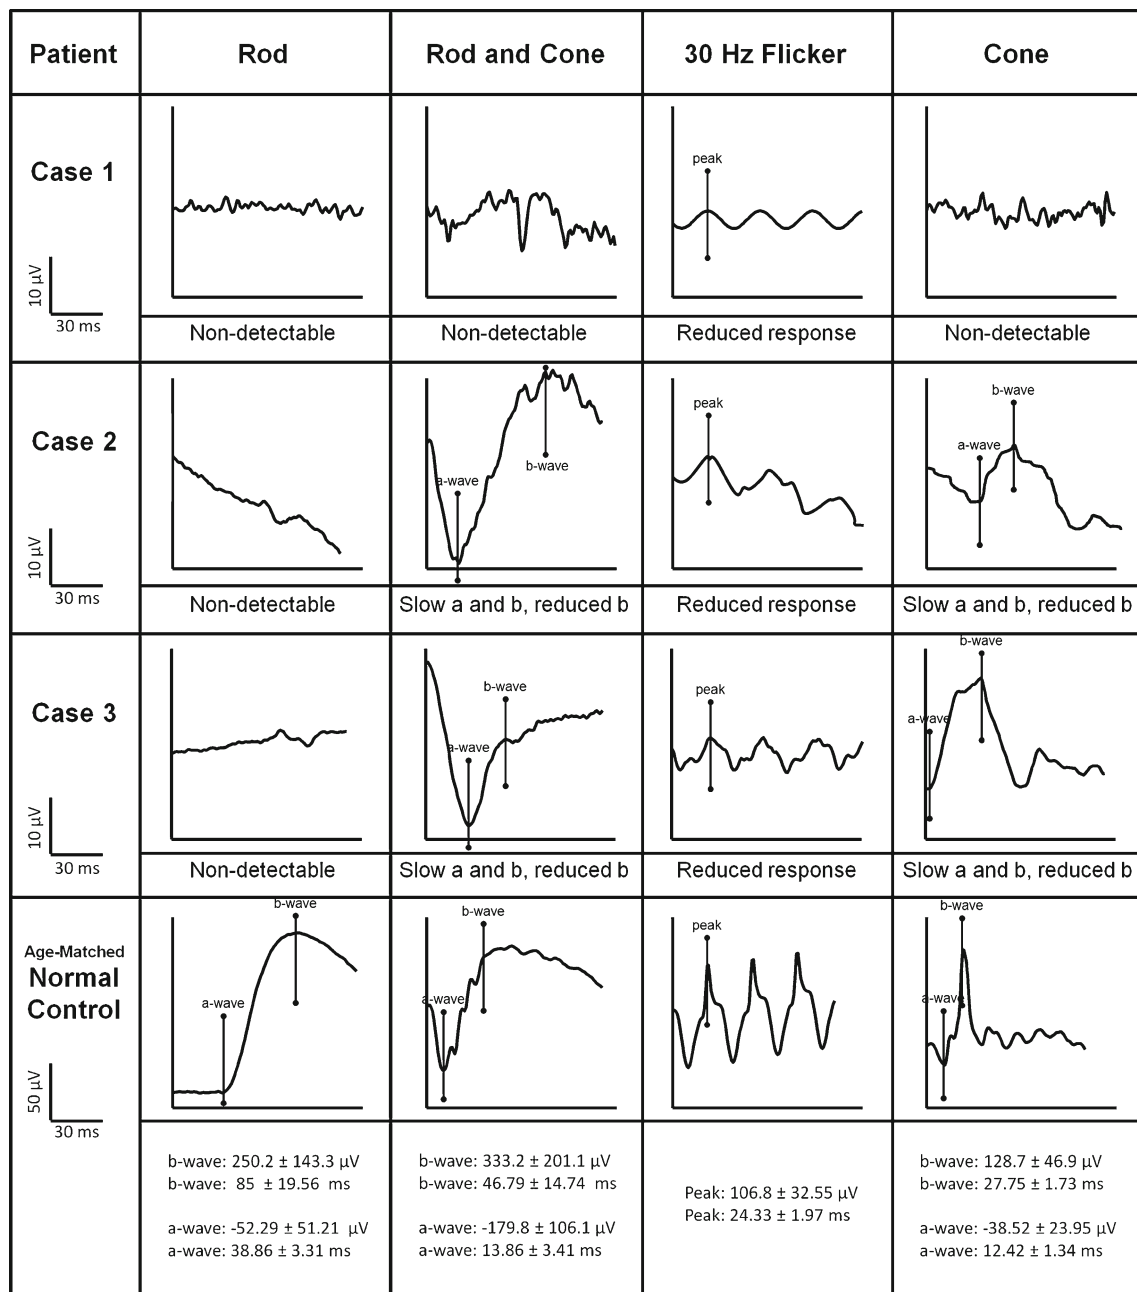 Patient
Rod
Rod and Cone
30 Hz Flicker
Cone
Case 1
10 μV
30 ms
peak
Non-detectable
Non-detectable
Reduced response
Non-detectable
Case 2
10 μV
30 ms
a-wave
b-wave
peak
a-wave
b-wave
Non-detectable
Slow a and b, reduced b
Reduced response
Slow a and b, reduced b
Case 3
10 μV
30 ms
a-wave
b-wave
peak
a-wave
b-wave
Non-detectable
Slow a and b, reduced b
Reduced response
Slow a and b, reduced b
Age-Matched
Normal
Control
50 μV
30 ms
a-wave
b-wave
a-wave
b-wave
peak
a-wave
b-wave
b-wave: 250.2 ± 143.3 μV
b-wave: 85 ± 19.56 ms
a-wave: -52.29 ± 51.21 μV
a-wave: 38.86 ± 3.31 ms
b-wave: 333.2 ± 201.1 μV
b-wave: 46.79 ± 14.74 ms
a-wave: -179.8 ± 106.1 μV
a-wave: 13.86 ± 3.41 ms
Peak: 106.8 ± 32.55 μV
Peak: 24.33 ± 1.97 ms
b-wave: 128.7 ± 46.9 μV
b-wave: 27.75 ± 1.73 ms
a-wave: -38.52 ± 23.95 μV
a-wave: 12.42 ± 1.34 ms